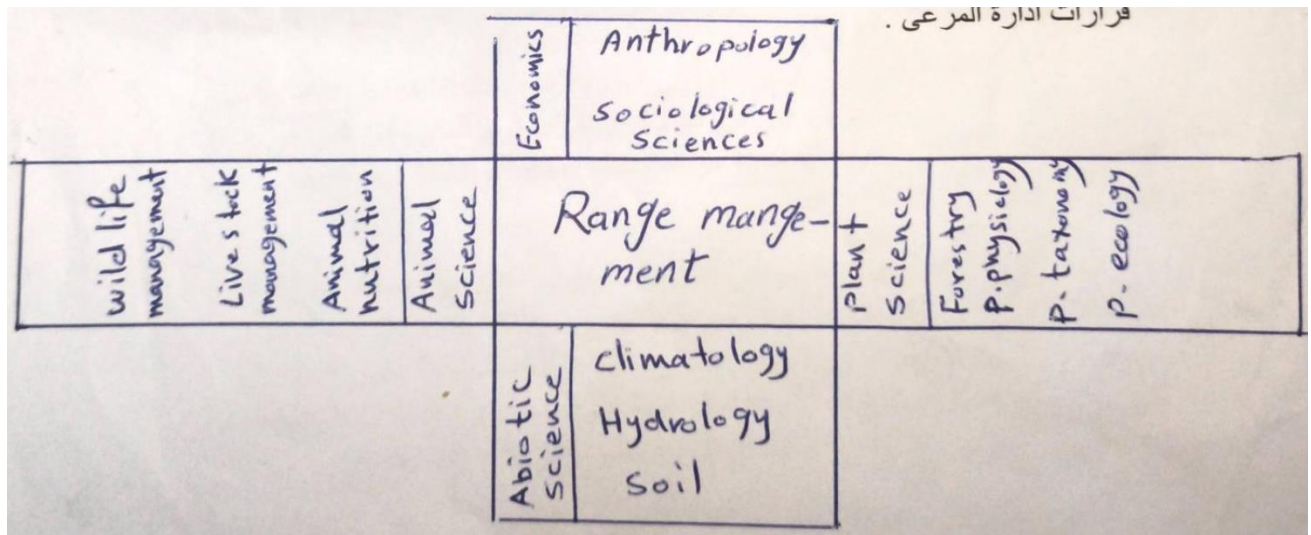 قرارات ادارة المرعى .
Economics
Anthropology
Sociological
Sciences
wild life
management
Live stock
management
Animal
nutrition
Animal
science
Range mange-
ment
plant
science
Forestry
P. physiology
P. taxonomy
P. ecology
Abiotic
science
climatology
Hydrology
Soil